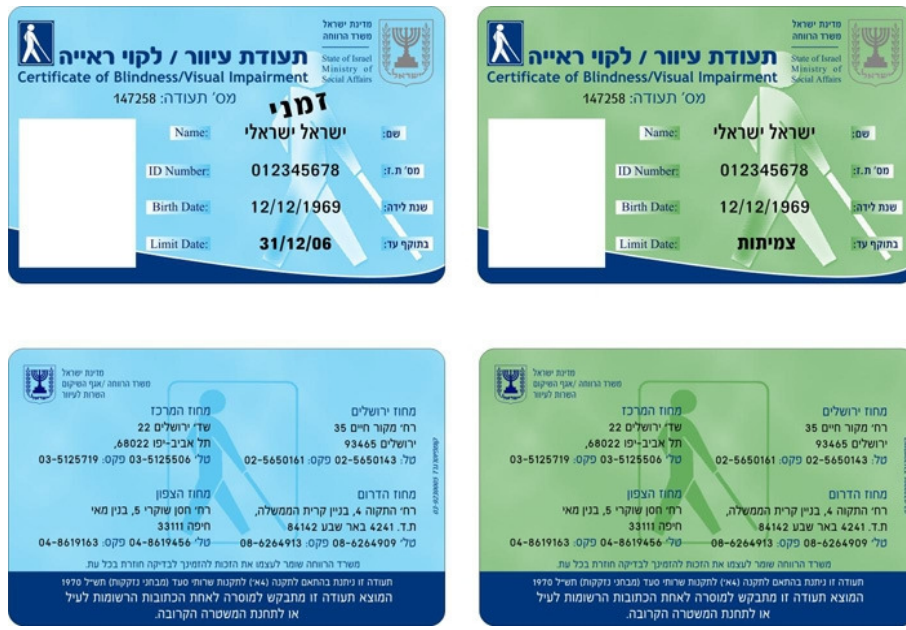 מדינת ישראל
משרד הרווחה
תעודת עיוור / לקוי ראייה
State of Israel
Ministry of
Social Affairs
Certificate of Blindness/Visual Impairment
מס' תעודה: 147258
זמני
שם: ישראל ישראלי Name:
מס' ת.ז: 012345678 ID Number:
שנת לידה: 12/12/1969 Birth Date:
בתוקף עד: 31/12/06 Limit Date:
מדינת ישראל
משרד הרווחה
תעודת עיוור / לקוי ראייה
State of Israel
Ministry of
Social Affairs
Certificate of Blindness/Visual Impairment
מס' תעודה: 147258
שם: ישראל ישראלי Name:
מס' ת.ז: 012345678 ID Number:
שנת לידה: 12/12/1969 Birth Date:
בתוקף עד: צמיתות Limit Date:
מדינת ישראל
משרד הרווחה /אגף השיקום
השרות לעיוור
מחוז ירושלים
רח' מקור חיים 35
ירושלים 93465
טל: 02-5650143 פקס: 02-5650161
מחוז המרכז
שד' ירושלים 22
תל אביב-יפו 68022,
טל' 03-5125506 פקס: 03-5125719
מחוז הדרום
רח' התקוה 4, בניין קרית הממשלה,
ת.ד. 4241 באר שבע 84142
טל' 08-6264909 פקס: 08-6264913
מחוז הצפון
רח' חסן שוקרי 5, בנין מאי
חיפה 33111
טל' 04-8619456 פקס: 04-8619163
משרד הרווחה שומר לעצמו את הזכות להזמינך לבדיקה חוזרת בכל עת.
תעודה זו ניתנת בהתאם לתקנה (4א') לתקנות שרותי סעד (מבחני נזקקות) תש"ל 1970
המוצא תעודה זו מתבקש למוסרה לאחת הכתובות הרשומות לעיל
או לתחנת המשטרה הקרובה.
מדינת ישראל
משרד הרווחה /אגף השיקום
השרות לעיוור
מחוז ירושלים
רח' מקור חיים 35
ירושלים 93465
טל: 02-5650143 פקס: 02-5650161
מחוז המרכז
שד' ירושלים 22
תל אביב-יפו 68022,
טל' 03-5125506 פקס: 03-5125719
מחוז הדרום
רח' התקוה 4, בניין קרית הממשלה,
ת.ד. 4241 באר שבע 84142
טל' 08-6264909 פקס: 08-6264913
מחוז הצפון
רח' חסן שוקרי 5, בנין מאי
חיפה 33111
טל' 04-8619456 פקס: 04-8619163
משרד הרווחה שומר לעצמו את הזכות להזמינך לבדיקה חוזרת בכל עת.
תעודה זו ניתנת בהתאם לתקנה (4א') לתקנות שרותי סעד (מבחני נזקקות) תש"ל 1970
המוצא תעודה זו מתבקש למוסרה לאחת הכתובות הרשומות לעיל
או לתחנת המשטרה הקרובה.